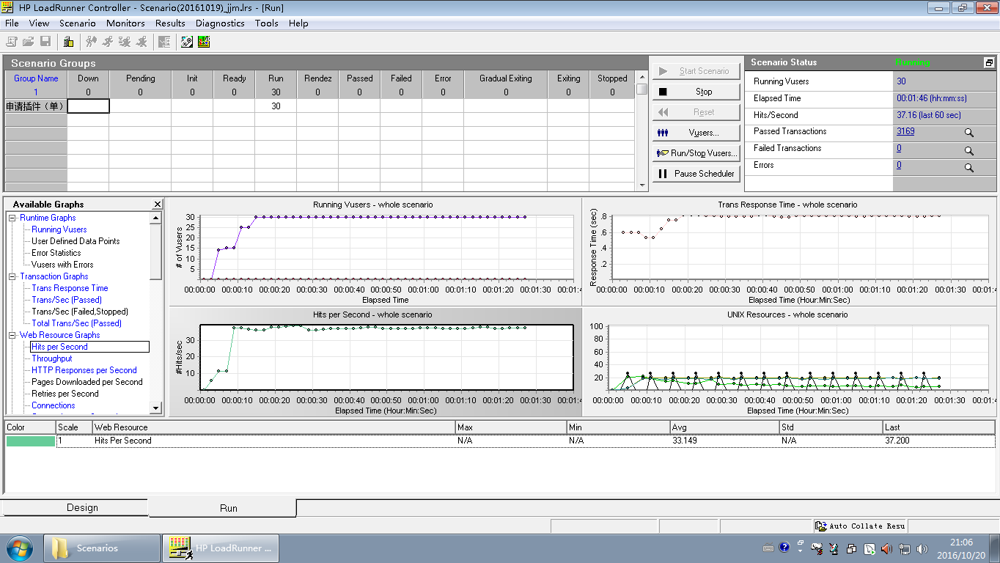 HP LoadRunner Controller - Scenario(20161019)_jjm.lrs - [Run]
File View Scenario Monitors Results Diagnostics Tools Help
Scenario Groups
Group Name Down Pending Init Ready Run Rendez Passed Failed Error Gradual Exiting Exiting Stopped
1 0 0 0 0 30 0 0 0 0 0 0 0
申请插件（单） 30
Start Scenario
Stop
Reset
Vusers...
Run/Stop Vusers...
Pause Scheduler
Scenario Status Running
Running Vusers 30
Elapsed Time 00:01:46 (hh:mm:ss)
Hits/Second 37.16 (last 60 sec)
Passed Transactions 3169
Failed Transactions 0
Errors 0
Available Graphs
Runtime Graphs
Running Vusers
User Defined Data Points
Error Statistics
Vusers with Errors
Transaction Graphs
Trans Response Time
Trans/Sec (Passed)
Trans/Sec (Failed,Stopped)
Total Trans/Sec (Passed)
Web Resource Graphs
Hits per Second
Throughput
HTTP Responses per Second
Pages Downloaded per Second
Retries per Second
Connections
Running Vusers - whole scenario
# of Vusers
30
25
20
15
10
5
00:00:00 00:00:10 00:00:20 00:00:30 00:00:40 00:00:50 00:01:00 00:01:10 00:01:20 00:01:30 00:01:4
Elapsed Time
Trans Response Time - whole scenario
Response Time (sec)
.8
.6
.4
.2
00:00:00 00:00:10 00:00:20 00:00:30 00:00:40 00:00:50 00:01:00 00:01:10 00:01:20 00:01:30 00:01:4
Elapsed Time (Hour:Min:Sec)
Hits per Second - whole scenario
#Hits/sec
30
20
10
00:00:00 00:00:10 00:00:20 00:00:30 00:00:40 00:00:50 00:01:00 00:01:10 00:01:20 00:01:30 00:01:4
Elapsed Time (Hour:Min:Sec)
UNIX Resources - whole scenario
100
80
60
40
20
00:00:00 00:00:10 00:00:20 00:00:30 00:00:40 00:00:50 00:01:00 00:01:10 00:01:20 00:01:30 00:01:4
Elapsed Time (Hour:Min:Sec)
Color Scale Web Resource Max Min Avg Std Last
1 Hits Per Second N/A N/A 33.149 N/A 37.200
Design Run
Auto Collate Resu
Scenarios HP LoadRunner ... 21:06
2016/10/20